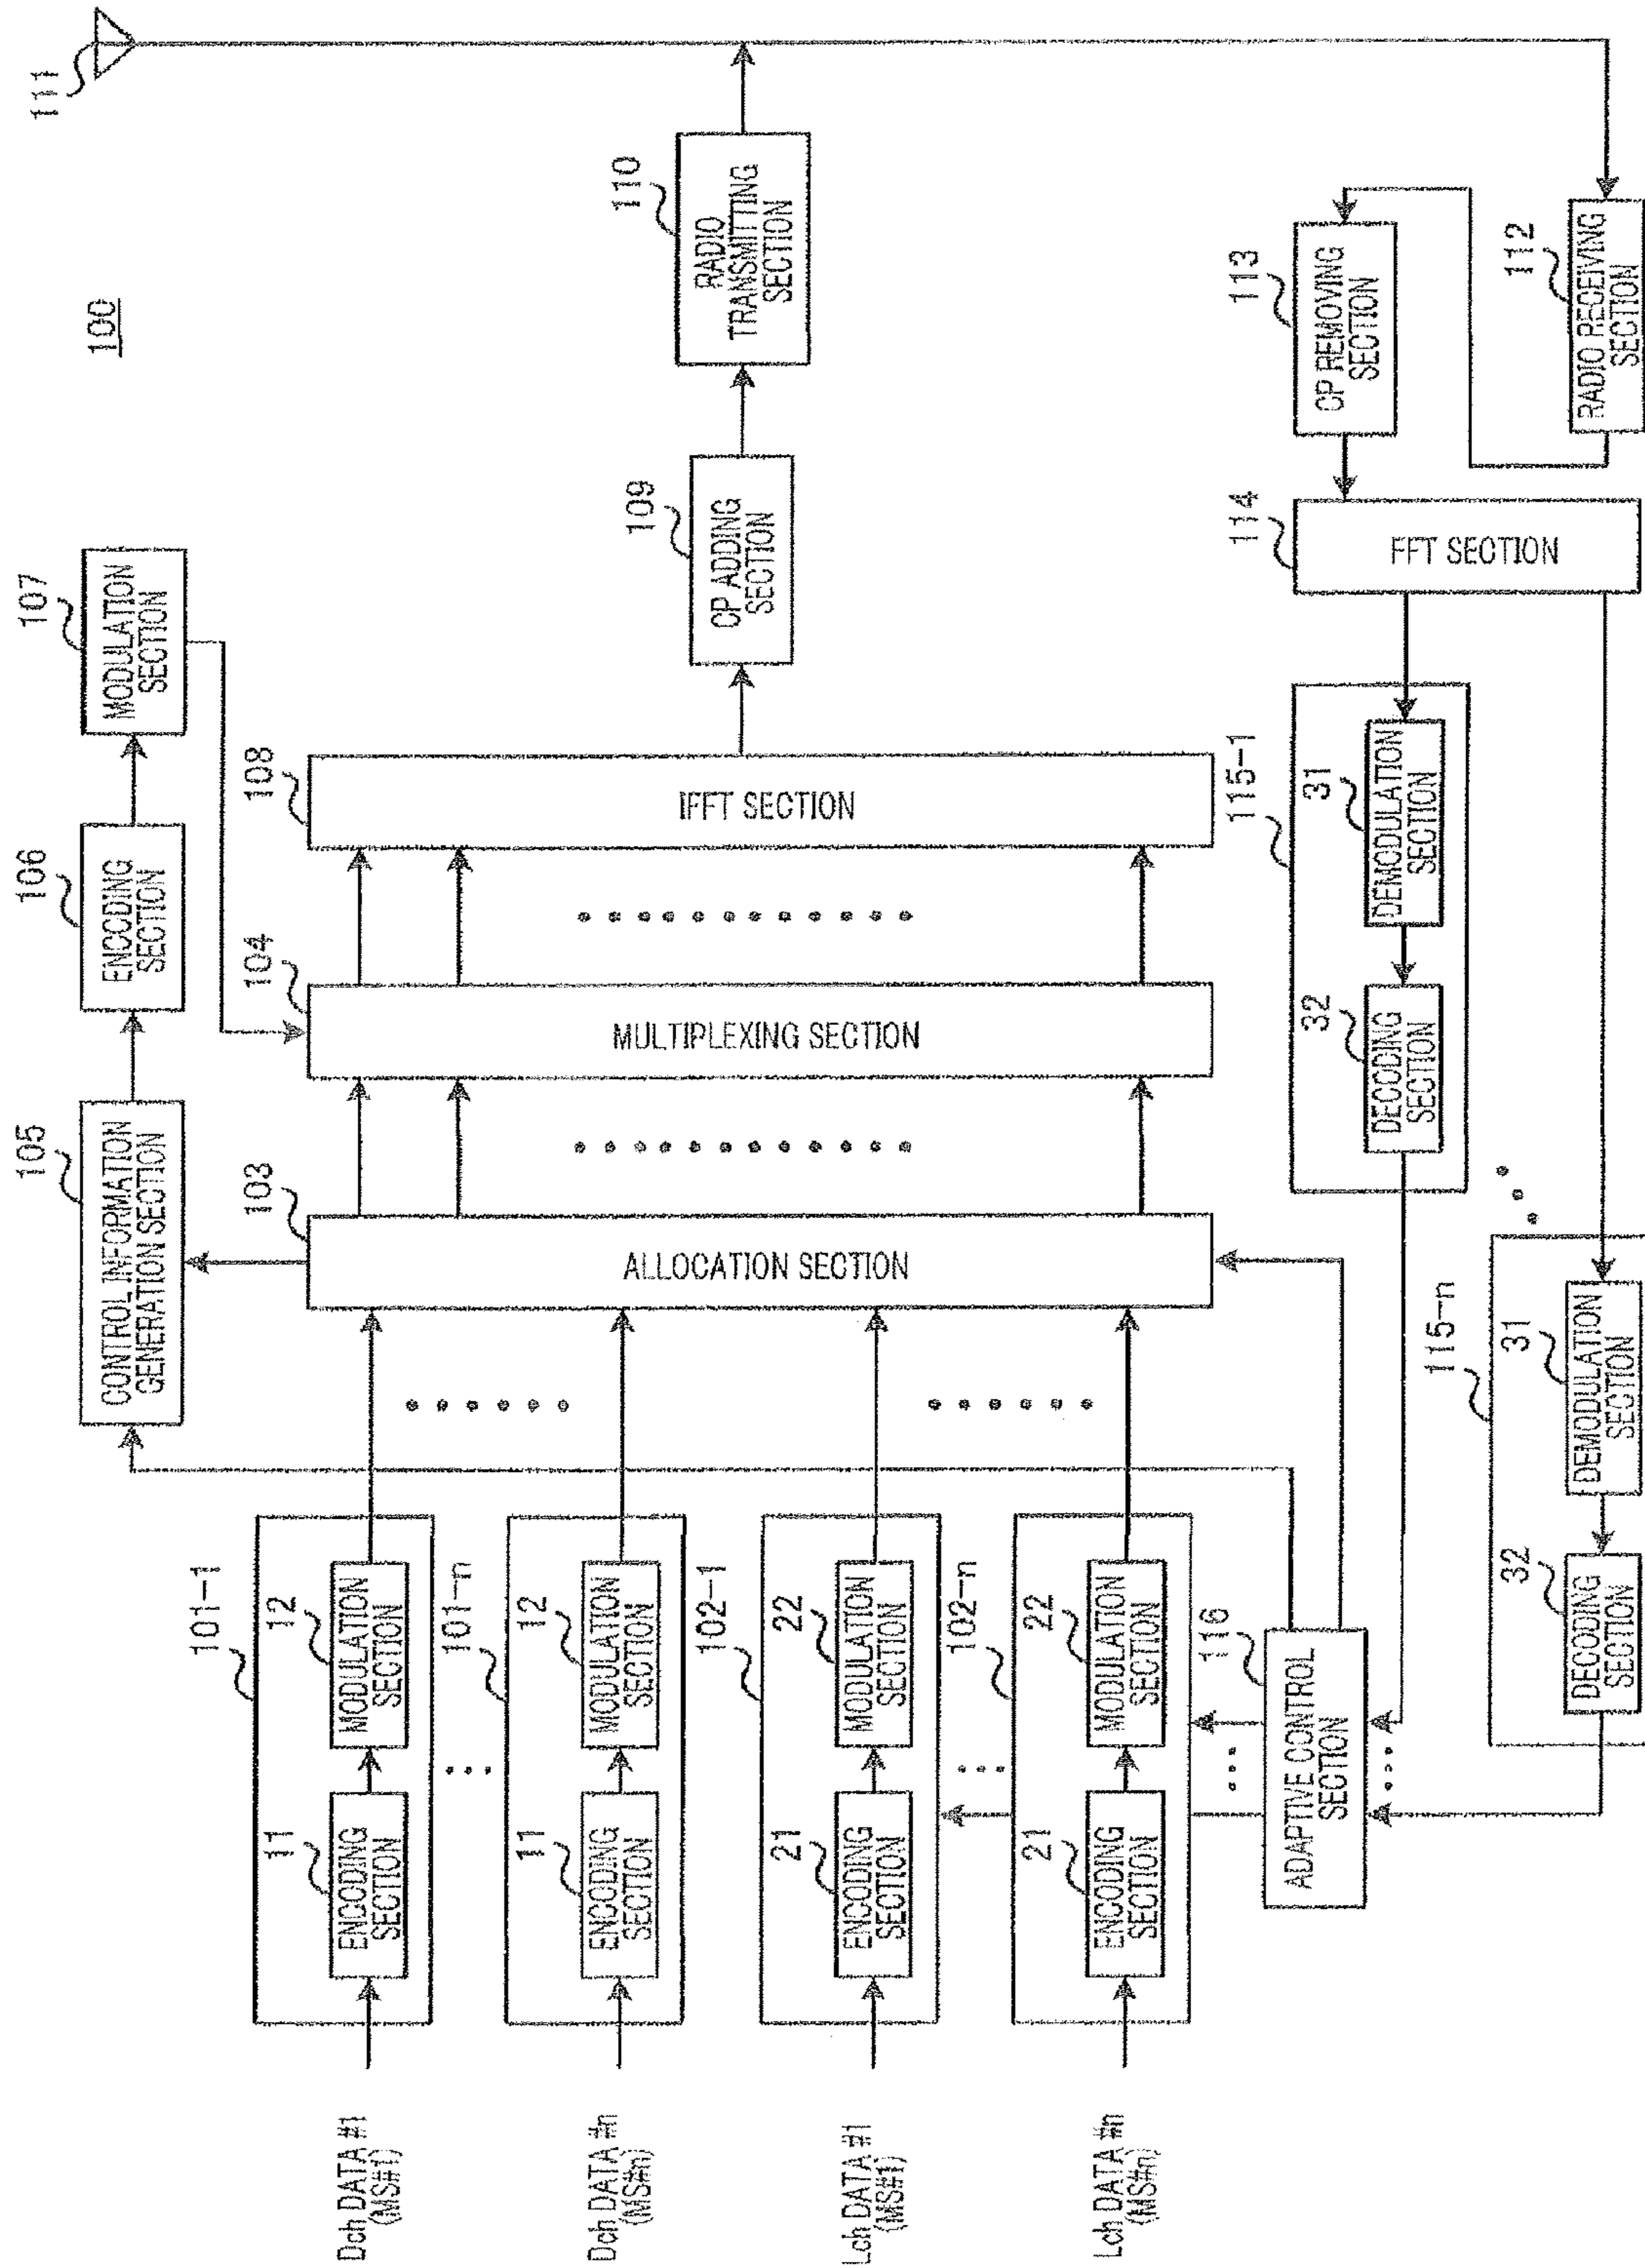 100
111
105
CONTROL INFORMATION
GENERATION SECTION
106
ENCODING
SECTION
107
MODULATION
SECTION
Dch DATA #1
(MS#1)
101-1
11
ENCODING
SECTION
12
MODULATION
SECTION
Dch DATA #n
(MS#n)
101-n
11
ENCODING
SECTION
12
MODULATION
SECTION
Lch DATA #1
(MS#1)
102-1
21
ENCODING
SECTION
22
MODULATION
SECTION
Lch DATA #n
(MS#n)
102-n
21
ENCODING
SECTION
22
MODULATION
SECTION
103
ALLOCATION SECTION
104
MULTIPLEXING SECTION
108
IFFT SECTION
109
CP ADDING
SECTION
110
RADIO
TRANSMITTING
SECTION
116
ADAPTIVE CONTROL
SECTION
115-1
32
DECODING
SECTION
31
DEMODULATION
SECTION
114
FFT SECTION
113
CP REMOVING
SECTION
112
RADIO RECEIVING
SECTION
115-n
32
DECODING
SECTION
31
DEMODULATION
SECTION